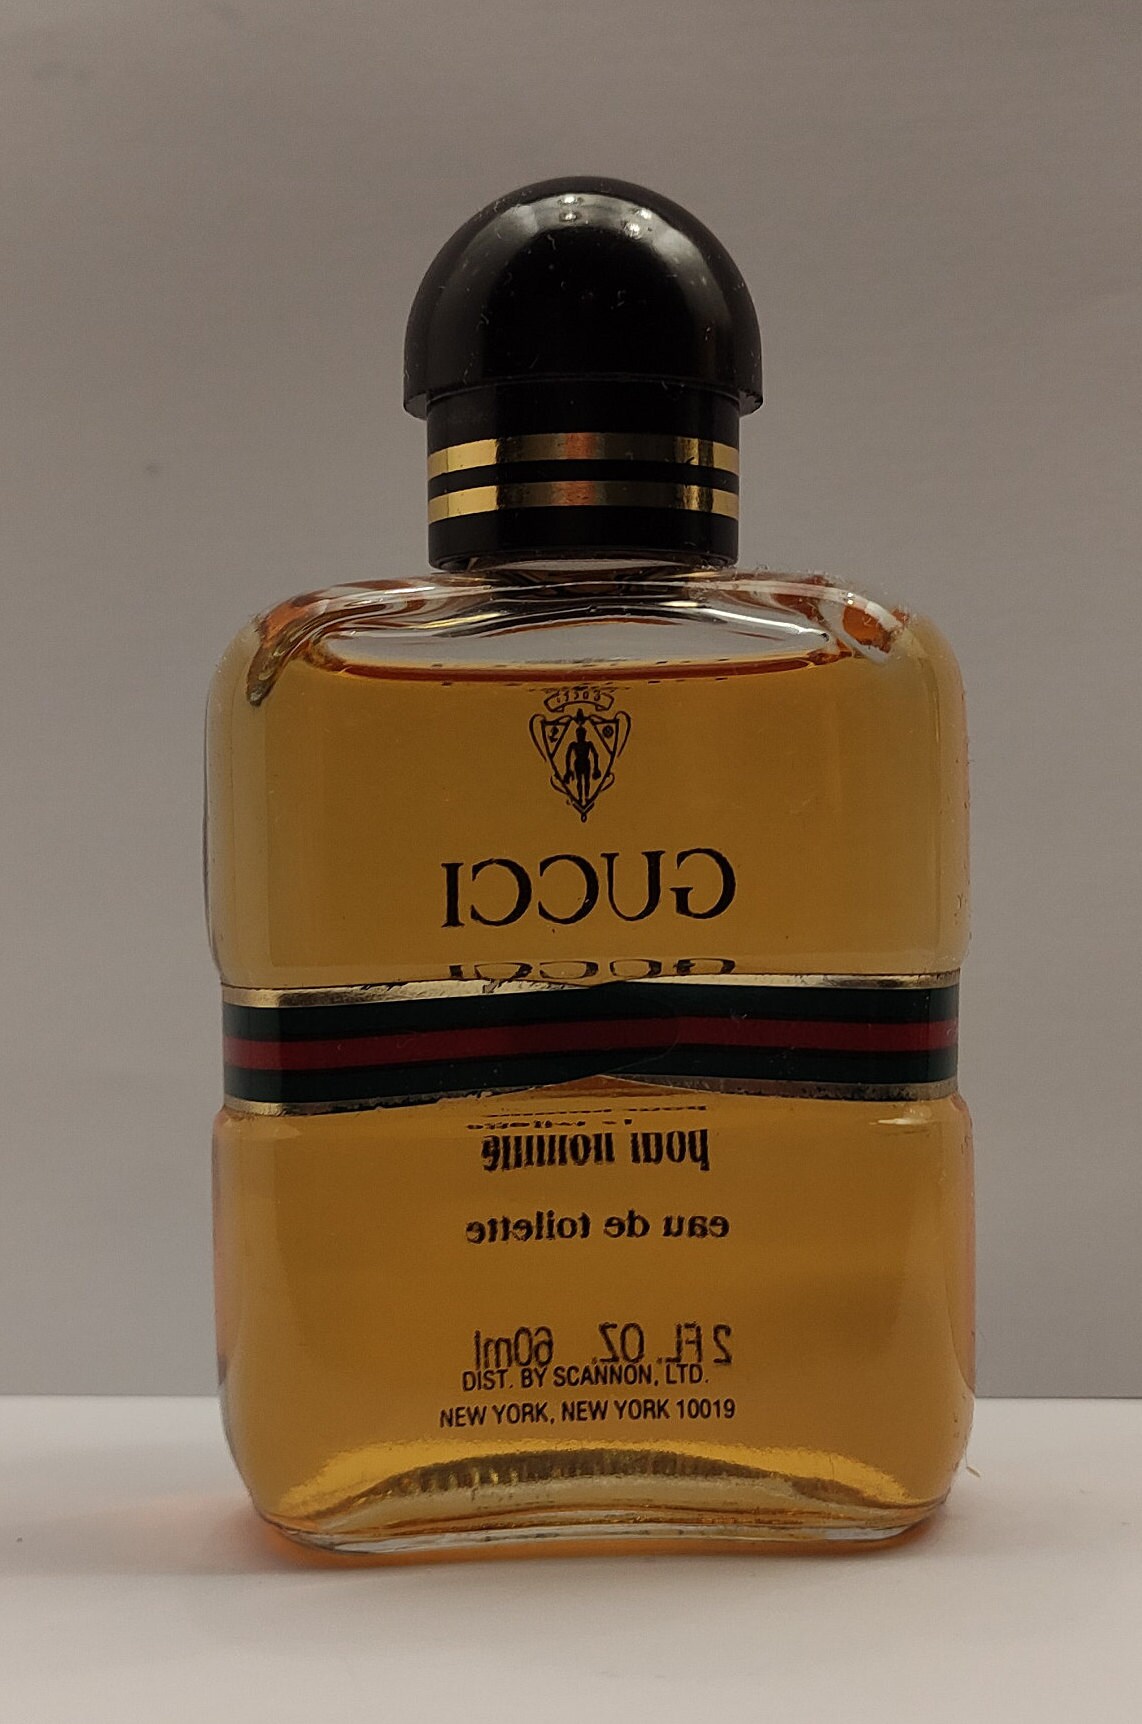 GUCCI
pour homme
eau de toilette
2 FL. OZ. 60ml
DIST. BY SCANNON, LTD.
NEW YORK, NEW YORK 10019